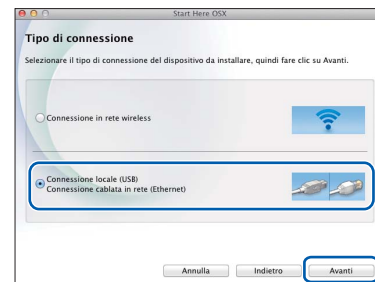 Start Here OSX
Tipo di connessione
Selezionare il tipo di connessione del dispositivo da installare, quindi fare clic su Avanti.
Connessione in rete wireless
Connessione locale (USB)
Connessione cablata in rete (Ethernet)
Annulla
Indietro
Avanti